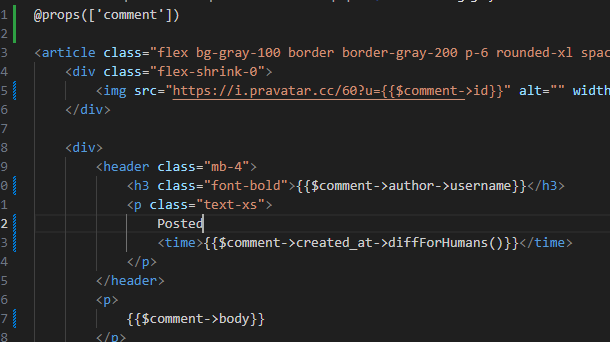 1 @props(['comment'])
2
3 <article class="flex bg-gray-100 border border-gray-200 p-6 rounded-xl spac
4 <div class="flex-shrink-0">
5 <img src="https://i.pravatar.cc/60?u={{$comment->id}}" alt="" width
6 </div>
7
8 <div>
9 <header class="mb-4">
0 <h3 class="font-bold">{{$comment->author->username}}</h3>
1 <p class="text-xs">
2 Posted
3 <time>{{$comment->created_at->diffForHumans()}}</time>
4 </p>
5 </header>
6 <p>
7 {{$comment->body}}
8 </p>